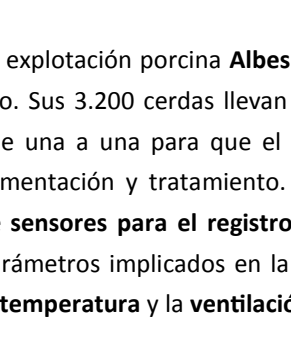 explotación porcina Albes
o. Sus 3.200 cerdas llevan
e una a una para que el
mentación y tratamiento.
sensores para el registro
rámetros implicados en la
temperatura y la ventilació